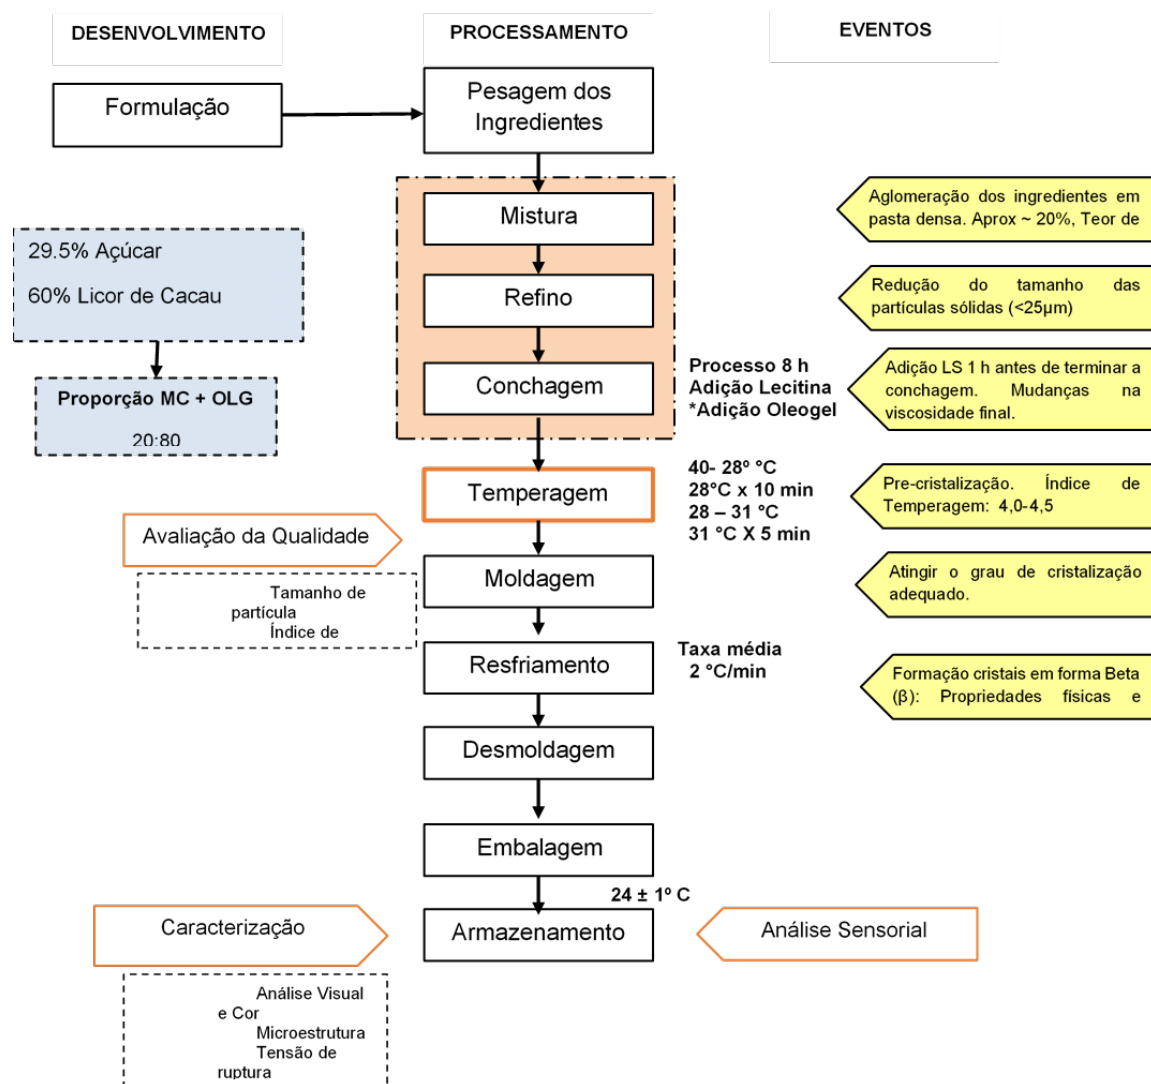 DESENVOLVIMENTO
PROCESSAMENTO
EVENTOS
Formulação
Pesagem dos
Ingredientes
Mistura
Aglomeração dos ingredientes em
pasta densa. Aprox ~ 20%, Teor de
29.5% Açúcar
60% Licor de Cacau
Refino
Redução do tamanho das
partículas sólidas (<25µm)
Proporção MC + OLG
20:80
Conchagem
Processo 8 h
Adição Lecitina
*Adição Oleogel
Adição LS 1 h antes de terminar a
conchagem. Mudanças na
viscosidade final.
Temperagem
40- 28º °C
28°C x 10 min
28 – 31 °C
31 °C X 5 min
Pre-cristalização. Índice de
Temperagem: 4,0-4,5
Avaliação da Qualidade
Tamanho de
partícula
Índice de
Moldagem
Atingir o grau de cristalização
adequado.
Resfriamento
Taxa média
2 °C/min
Formação cristais em forma Beta
(β): Propriedades físicas e
Desmoldagem
Embalagem
24 ± 1º C
Caracterização
Armazenamento
Análise Sensorial
Análise Visual
e Cor
Microestrutura
Tensão de
ruptura